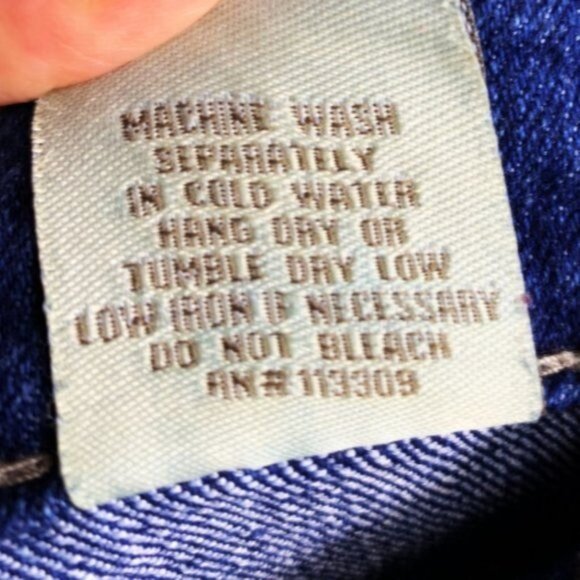 MACHINE WASH
SEPARATELY
IN COLD WATER
HANG DRY OR
TUMBLE DRY LOW
LOW IRON IF NECESSARY
DO NOT BLEACH
RN#113309